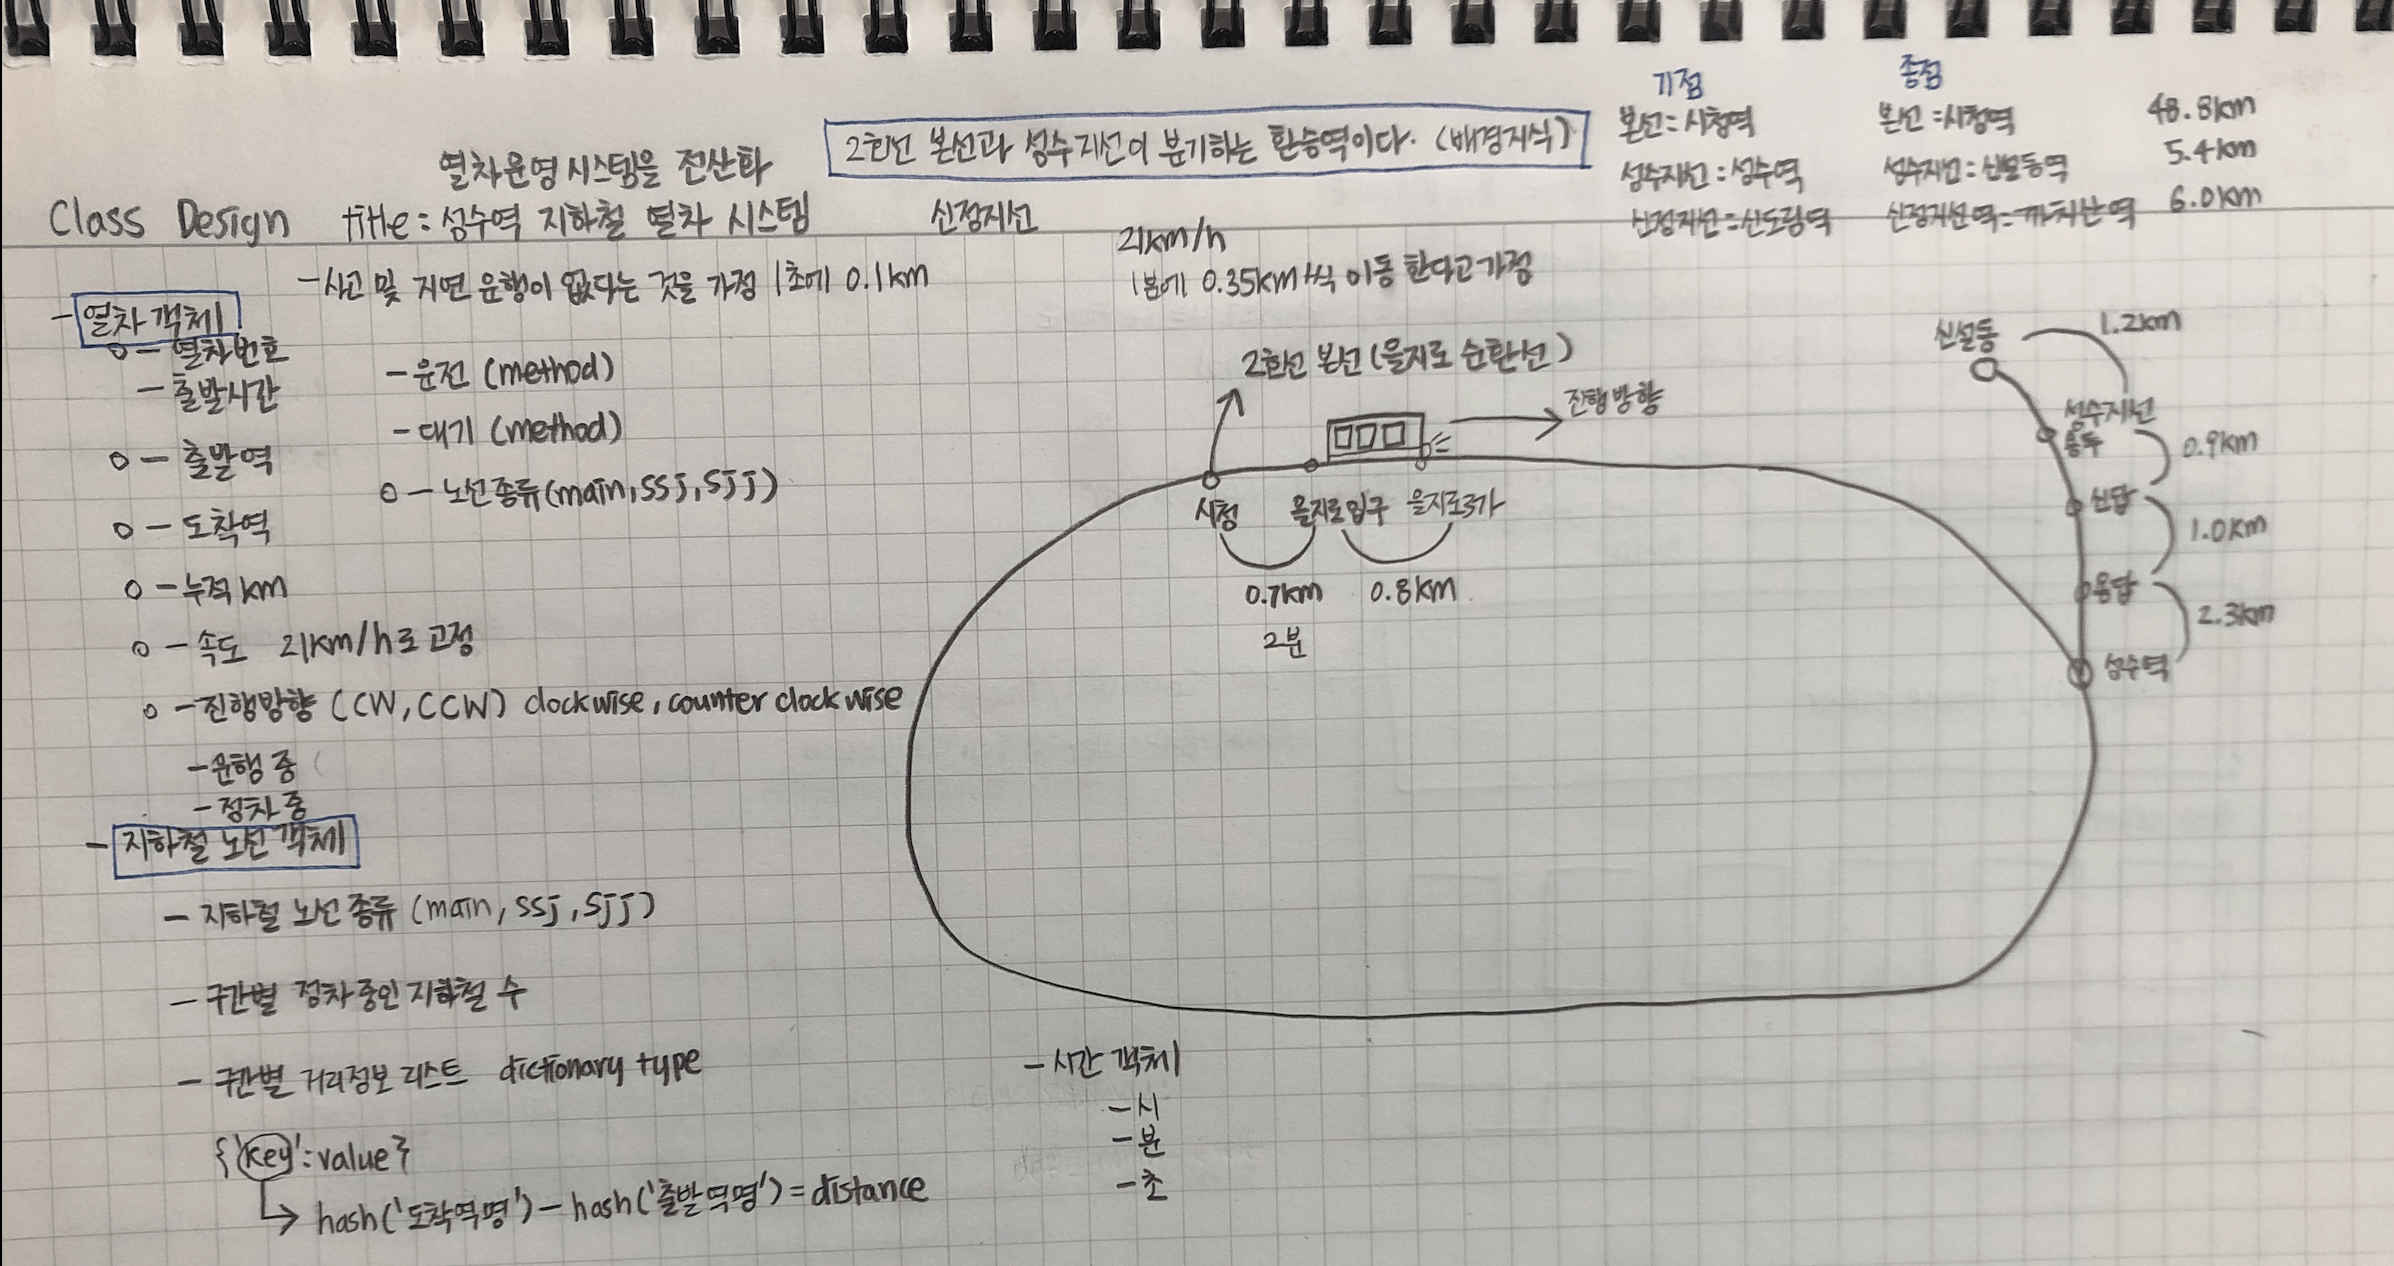 기점 종점
본선=시청역 본선=시청역 48.8km
성수지선=성수역 성수지선=신설동역 5.4km
신정지선=신도림역 신정지선역=까치산역 6.0km
2호선 본선과 성수지선이 분기하는 환승역이다. (배경지식)
열차운영시스템을 전산화
Class Design title: 성수역 지하철 열차 시스템 신정지선
- 사고 및 지연 운행이 없다는 것을 가정 1초에 0.1km
21km/h
1분에 0.35km씩 이동한다고 가정
- 열차 객체
○ - 열차번호
- 출발시간
○ - 출발역
○ - 도착역
○ - 누적km
○ - 속도 21km/h로 고정
○ - 진행방향 (CW, CCW) clockwise, counter clockwise
- 운행 중
- 정차 중
- 운전 (method)
- 대기 (method)
○ - 노선종류(main, ssj, sjj)
- 지하철 노선 객체
- 지하철 노선 종류 (main, ssj, sjj)
- 구간별 정차중인 지하철 수
- 구간별 거리정보 리스트 dictionary type
{'key':value}
hash('도착역명') - hash('출발역명') = distance
2호선 본선(을지로 순환선)
진행방향
시청 을지로입구 을지로3가
0.7km 0.8km
2분
신설동
1.2km
성수지선
용두
0.9km
신답
1.0km
용답
2.3km
성수역
- 시간 객체
- 시
- 분
- 초